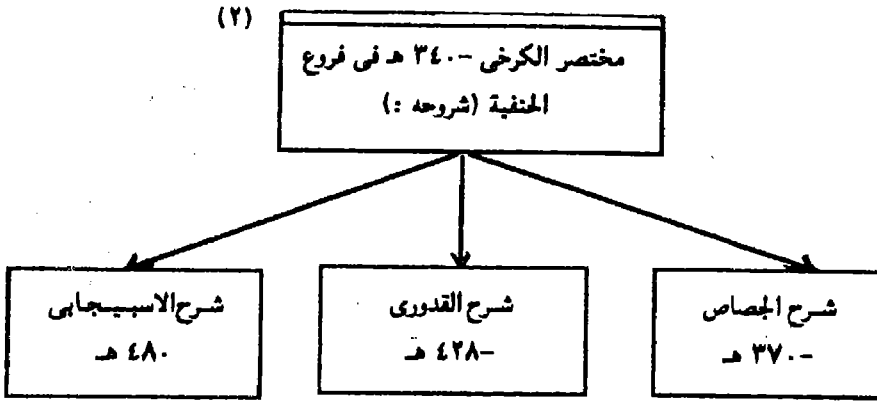 (٢)
مختصر الكرخى -٣٤٠ هـ فى فروع
الحنفية (شروحه :)
شرح الجصاص
-٣٧٠ هـ
شرح القدورى
-٤٢٨ هـ
شرح الاسبيجابى
٤٨٠ هـ